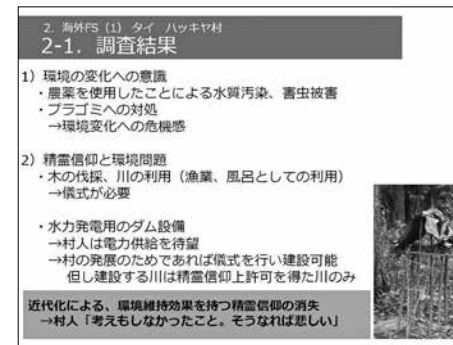 2. 海外FS (1) タイ ハッキヤ村
2-1. 調査結果
1) 環境の変化への意識
・農薬を使用したことによる水質汚染、害虫被害
・プラゴミへの対処
→環境変化への危機感
2) 精霊信仰と環境問題
・木の伐採、川の利用（漁業、風呂としての利用）
→儀式が必要
・水力発電用のダム設備
→村人は電力供給を待望
→村の発展のためであれば儀式を行い建設可能
但し建設する川は精霊信仰上許可を得た川のみ
近代化による、環境維持効果を持つ精霊信仰の消失
→村人「考えもしなかったこと。そうなれば悲しい」